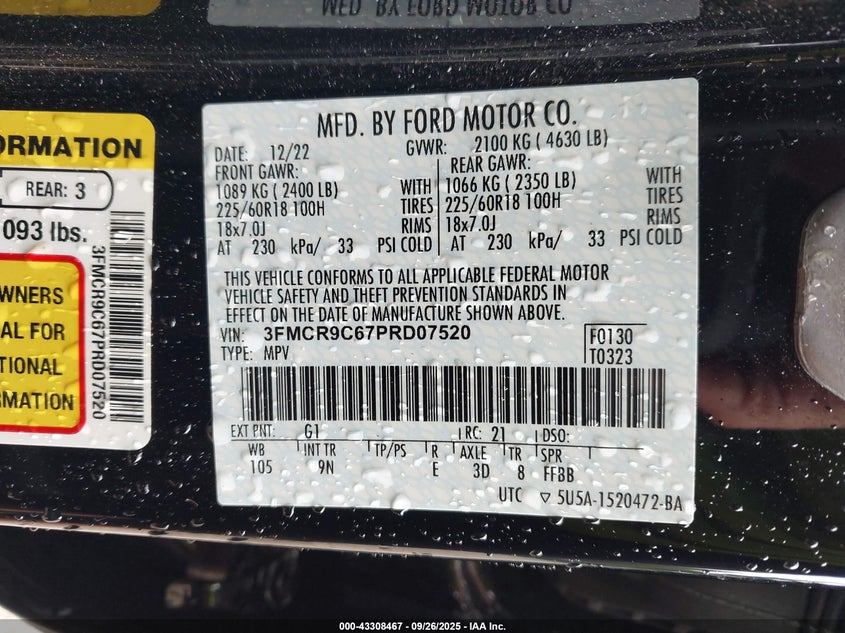 WED. BY FORD MOTOR CO
ORMATION
REAR: 3
093 lbs.
WNERS
AL FOR
TIONAL
RMATION
3FMCR9C67PRD07520
MFD. BY FORD MOTOR CO.
DATE: 12/22 GVWR: 2100 KG ( 4630 LB)
FRONT GAWR: REAR GAWR:
1089 KG ( 2400 LB) WITH 1066 KG ( 2350 LB) WITH
225/60R18 100H TIRES 225/60R18 100H TIRES
18x7.0J RIMS 18x7.0J RIMS
AT 230 kPa/ 33 PSI COLD AT 230 kPa/ 33 PSI COLD
THIS VEHICLE CONFORMS TO ALL APPLICABLE FEDERAL MOTOR
VEHICLE SAFETY AND THEFT PREVENTION STANDARDS IN
EFFECT ON THE DATE OF MANUFACTURE SHOWN ABOVE.
VIN: 3FMCR9C67PRD07520 F0130
TYPE: MPV T0323
EXT PNT: G1 RC: 21 DSO:
WB INT TR TP/PS R AXLE TR SPR
105 9N E 3D 8 FFBB
UTC ▽ 5U5A-1520472-BA
000-43308467 - 09/26/2025 - IAA Inc.